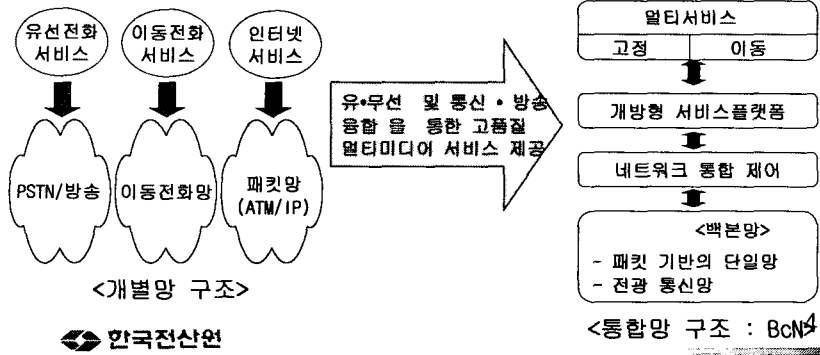 유선전화
서비스
이동전화
서비스
인터넷
서비스
PSTN/방송
이동전화망
패킷망
(ATM/IP)
<개별망 구조>
한국전산원
유•무선 및 통신 • 방송
융합 을 통한 고품질
멀티미디어 서비스 제공
멀티서비스
고정
이동
개방형 서비스플랫폼
네트워크 통합 제어
<백본망>
- 패킷 기반의 단일망
- 전광 통신망
<통합망 구조 : BcN>
4